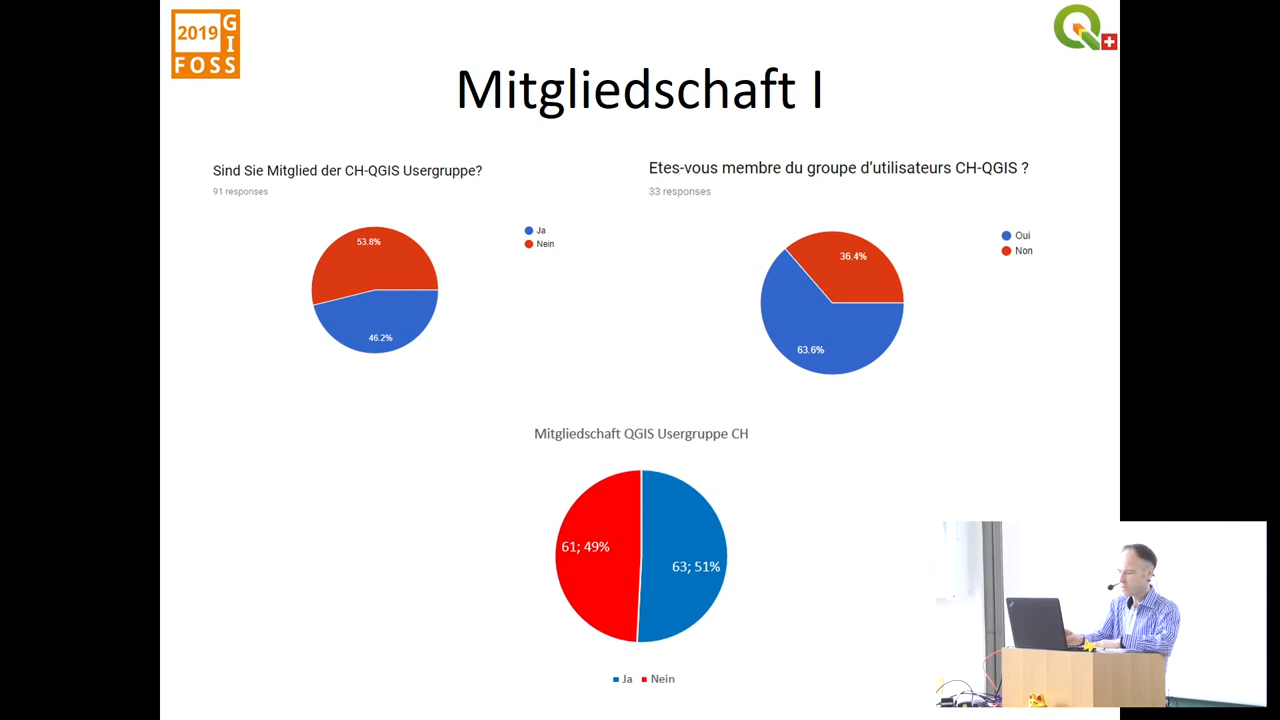 2019
G
I
FOSS
Mitgliedschaft I
Sind Sie Mitglied der CH-QGIS Usergruppe?
91 responses
53.8%
46.2%
Ja
Nein
Etes-vous membre du groupe d'utilisateurs CH-QGIS ?
33 responses
36.4%
63.6%
Oui
Non
Mitgliedschaft QGIS Usergruppe CH
61; 49%
63; 51%
Ja Nein